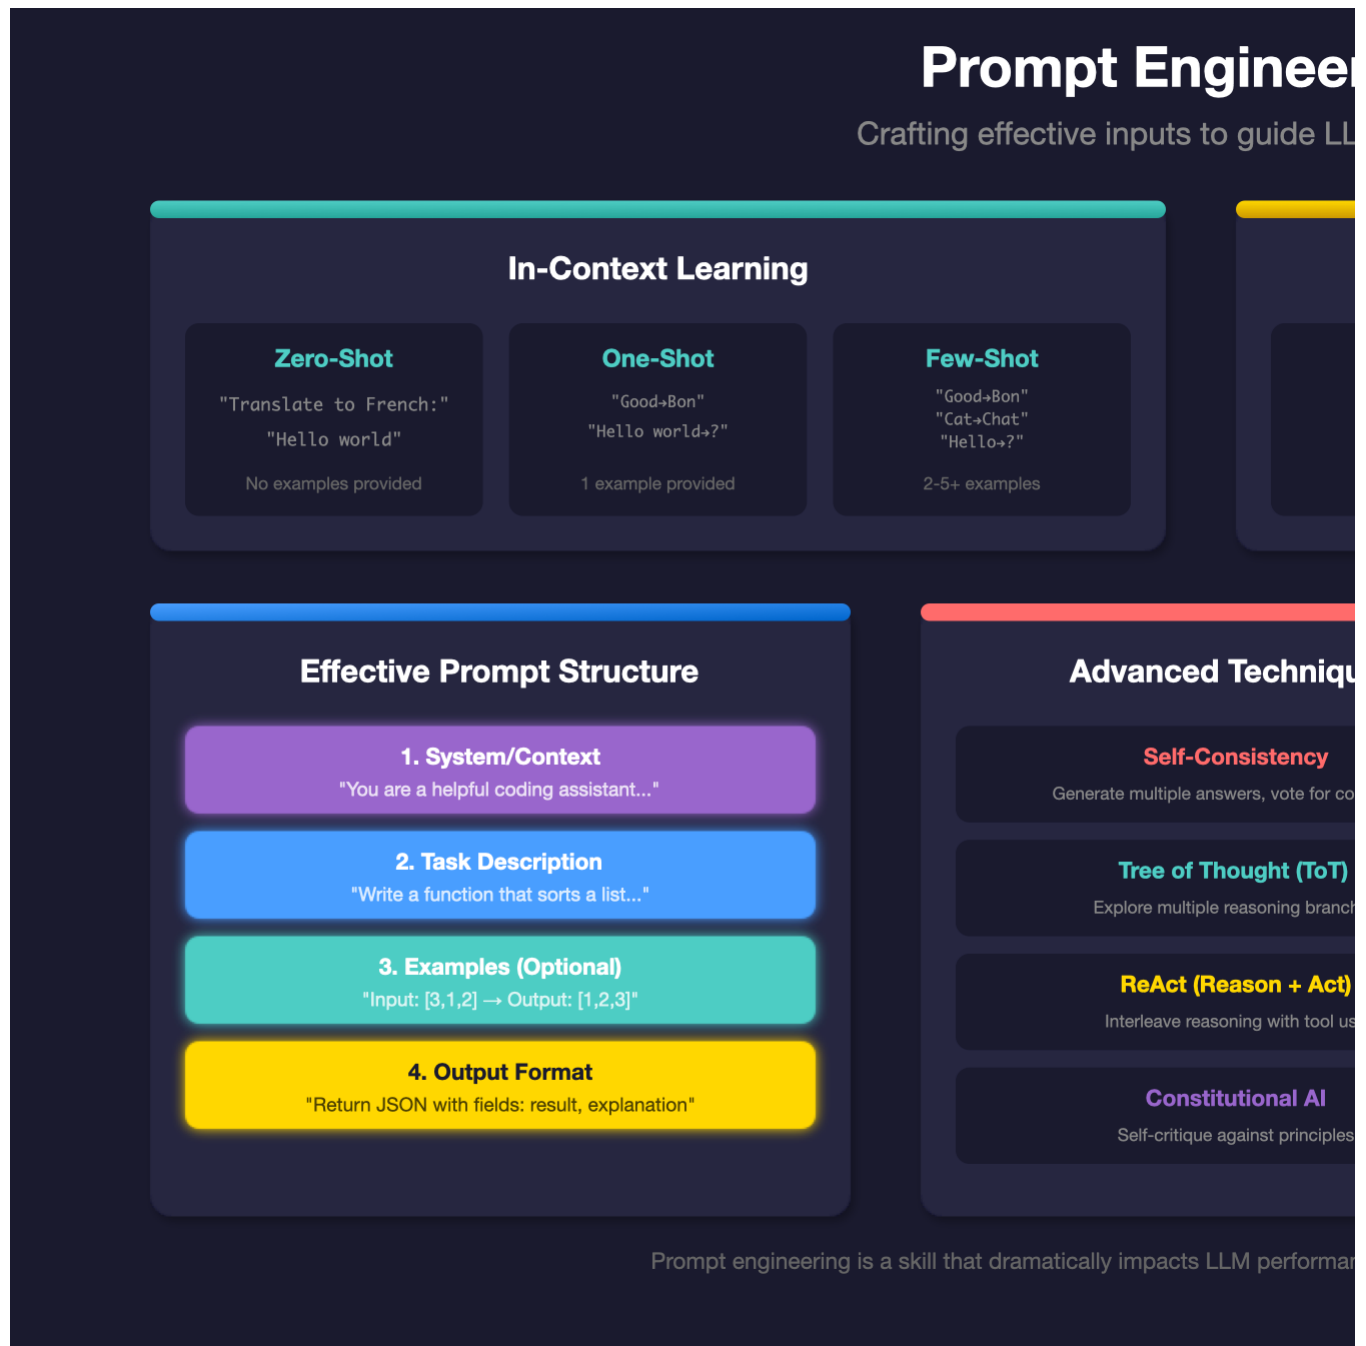 Prompt Engineer
Crafting effective inputs to guide LL
In-Context Learning
Zero-Shot
"Translate to French:"
"Hello world"
No examples provided
One-Shot
"Good→Bon"
"Hello world→?"
1 example provided
Few-Shot
"Good→Bon"
"Cat→Chat"
"Hello→?"
2-5+ examples
Effective Prompt Structure
1. System/Context
"You are a helpful coding assistant..."
2. Task Description
"Write a function that sorts a list..."
3. Examples (Optional)
"Input: [3,1,2] → Output: [1,2,3]"
4. Output Format
"Return JSON with fields: result, explanation"
Advanced Techniqu
Self-Consistency
Generate multiple answers, vote for co
Tree of Thought (ToT)
Explore multiple reasoning branch
ReAct (Reason + Act)
Interleave reasoning with tool us
Constitutional AI
Self-critique against principles
Prompt engineering is a skill that dramatically impacts LLM performan